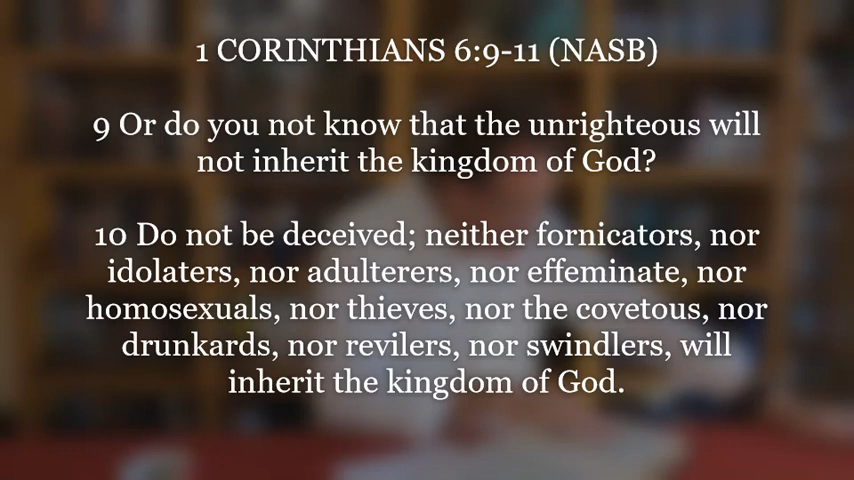 1 CORINTHIANS 6:9-11 (NASB)
9 Or do you not know that the unrighteous will
not inherit the kingdom of God?
10 Do not be deceived; neither fornicators, nor
idolaters, nor adulterers, nor effeminate, nor
homosexuals, nor thieves, nor the covetous, nor
drunkards, nor revilers, nor swindlers, will
inherit the kingdom of God.